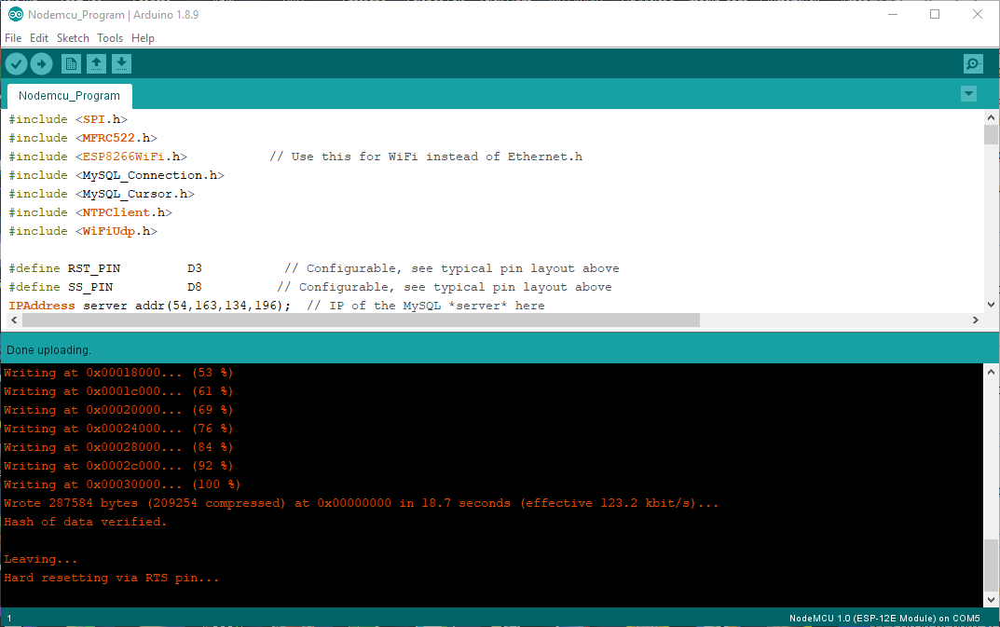 Nodemcu_Program | Arduino 1.8.9
File Edit Sketch Tools Help
Nodemcu_Program
#include <SPI.h>
#include <MFRC522.h>
#include <ESP8266WiFi.h> // Use this for WiFi instead of Ethernet.h
#include <MySQL_Connection.h>
#include <MySQL_Cursor.h>
#include <NTPClient.h>
#include <WiFiUdp.h>
#define RST_PIN D3 // Configurable, see typical pin layout above
#define SS_PIN D8 // Configurable, see typical pin layout above
IPAddress server_addr(54,163,134,196); // IP of the MySQL *server* here
Done uploading.
Writing at 0x00018000... (53 %)
Writing at 0x0001c000... (61 %)
Writing at 0x00020000... (69 %)
Writing at 0x00024000... (76 %)
Writing at 0x00028000... (84 %)
Writing at 0x0002c000... (92 %)
Writing at 0x00030000... (100 %)
Wrote 287584 bytes (209254 compressed) at 0x00000000 in 18.7 seconds (effective 123.2 kbit/s)...
Hash of data verified.
Leaving...
Hard resetting via RTS pin...
1
NodeMCU 1.0 (ESP-12E Module) on COM5